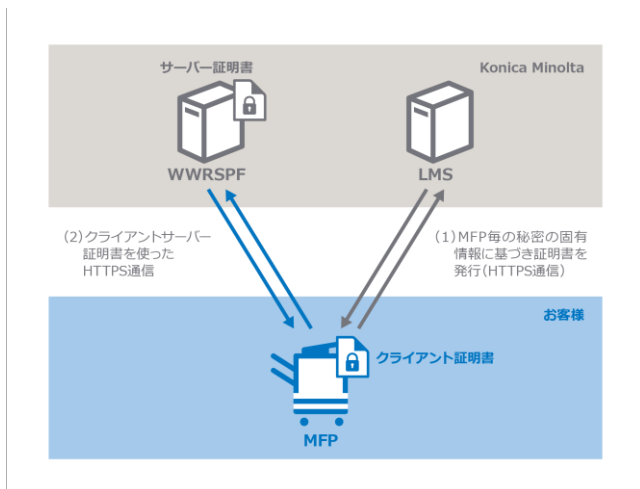 サーバー証明書
Konica Minolta
WWRSPF
LMS
(2)クライアントサーバー
証明書を使った
HTTPS通信
(1)MFP毎の秘密の固有
情報に基づき証明書を
発行(HTTPS通信)
お客様
クライアント証明書
MFP